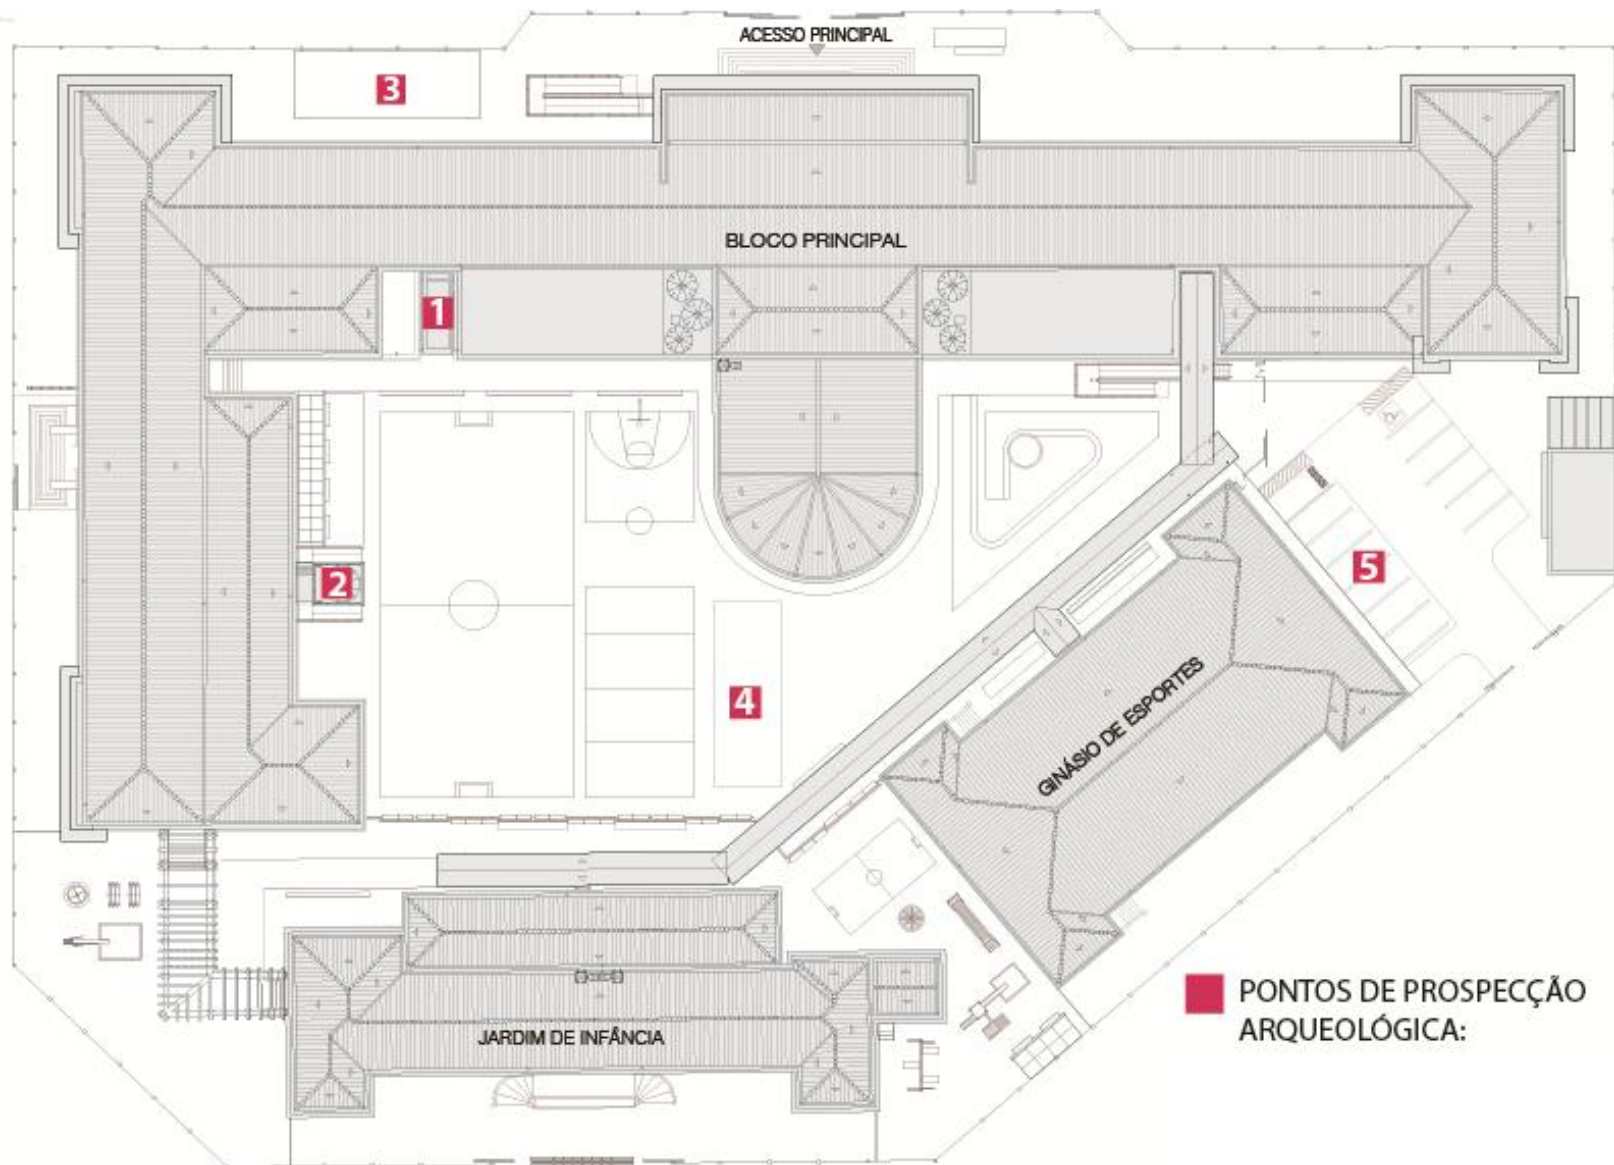 ACESSO PRINCIPAL
3
BLOCO PRINCIPAL
1
2
5
4
GINÁSIO DE ESPORTES
JARDIM DE INFÂNCIA
PONTOS DE PROSPECÇÃO
ARQUEOLÓGICA: